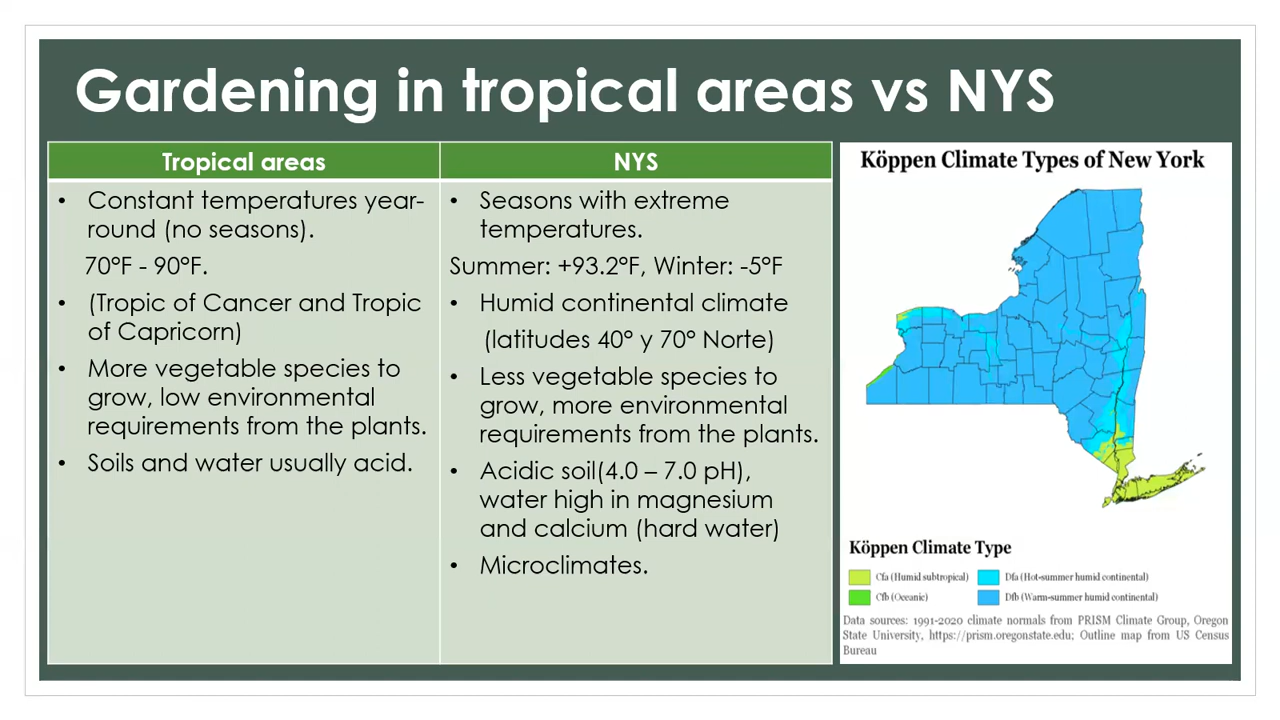 Gardening in tropical areas vs NYS
Tropical areas
• Constant temperatures year-
round (no seasons).
70°F - 90°F.
• (Tropic of Cancer and Tropic
of Capricorn)
• More vegetable species to
grow, low environmental
requirements from the plants.
• Soils and water usually acid.
NYS
• Seasons with extreme
temperatures.
Summer: +93.2°F, Winter: -5°F
• Humid continental climate
(latitudes 40° y 70° Norte)
• Less vegetable species to
grow, more environmental
requirements from the plants.
• Acidic soil(4.0 – 7.0 pH),
water high in magnesium
and calcium (hard water)
• Microclimates.
Köppen Climate Types of New York
Köppen Climate Type
Cfa (Humid subtropical)
Cfb (Oceanic)
Dfa (Hot-summer humid continental)
Dfb (Warm-summer humid continental)
Data sources: 1991-2020 climate normals from PRISM Climate Group, Oregon
State University, https://prism.oregonstate.edu; Outline map from US Census
Bureau